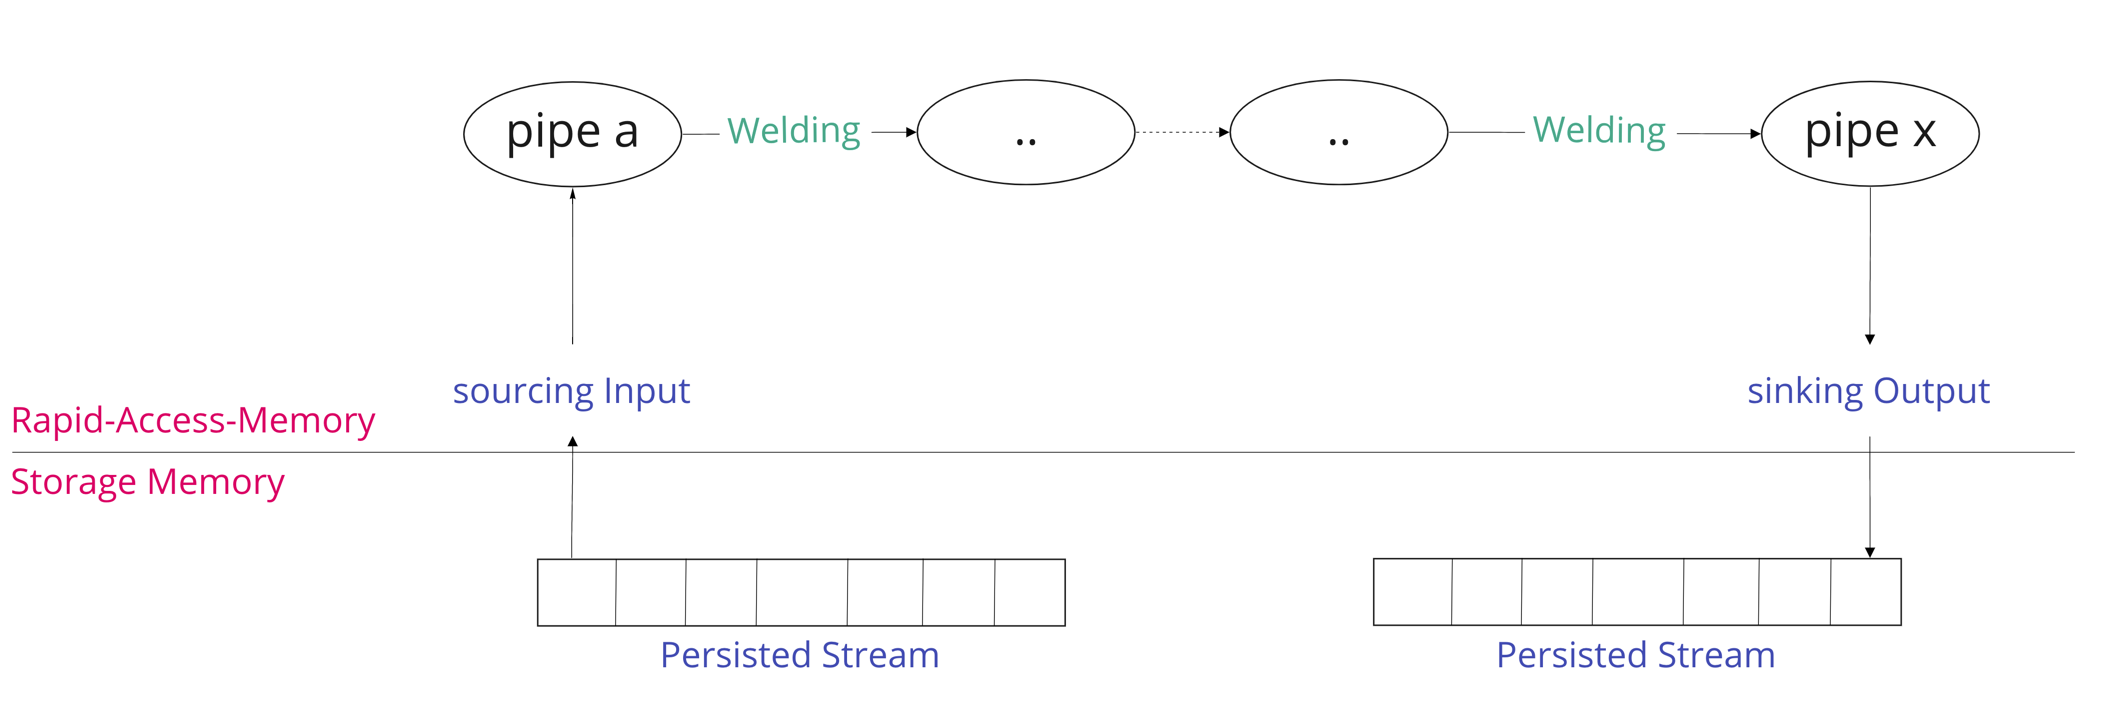 pipe a
Welding
..
..
Welding
pipe x
sourcing Input
sinking Output
Rapid-Access-Memory
Storage Memory
Persisted Stream
Persisted Stream